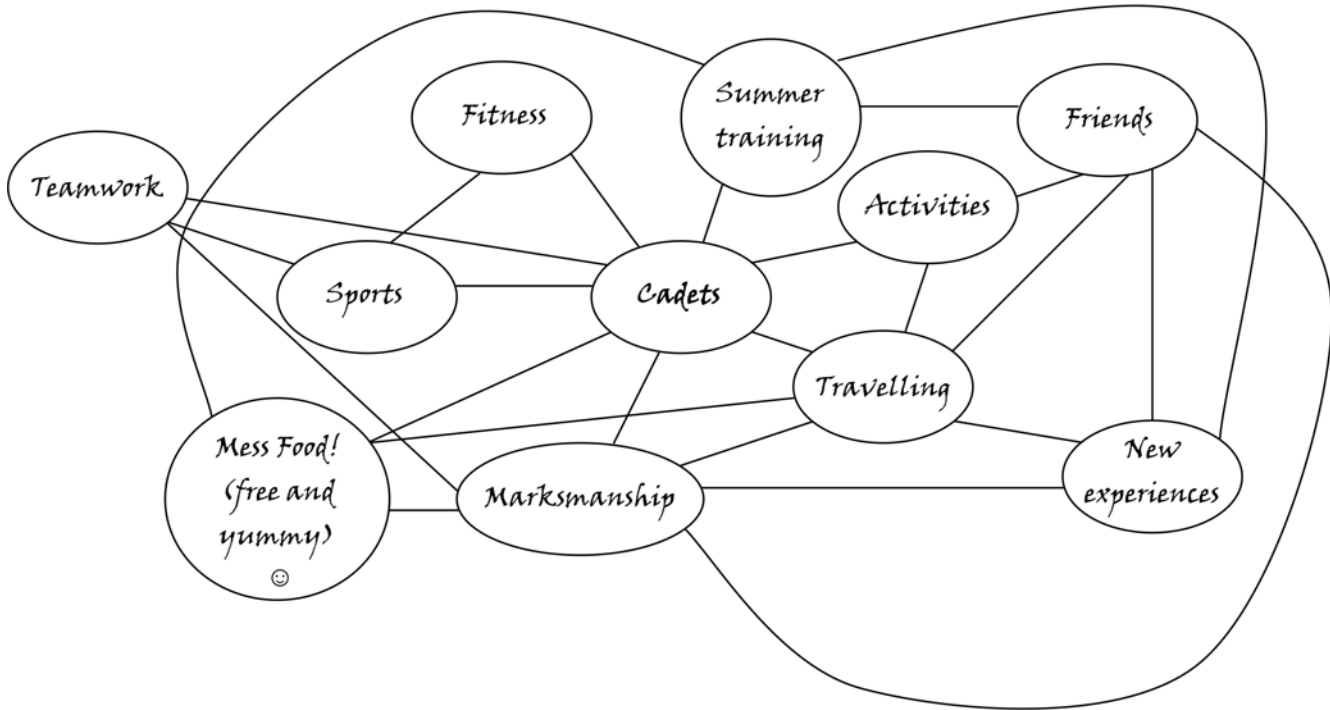 Summer
training
Fitness
Friends
Teamwork
Activities
Sports
Cadets
Travelling
Mess Food!
(free and
yummy)
☺
Marksmanship
New
experiences